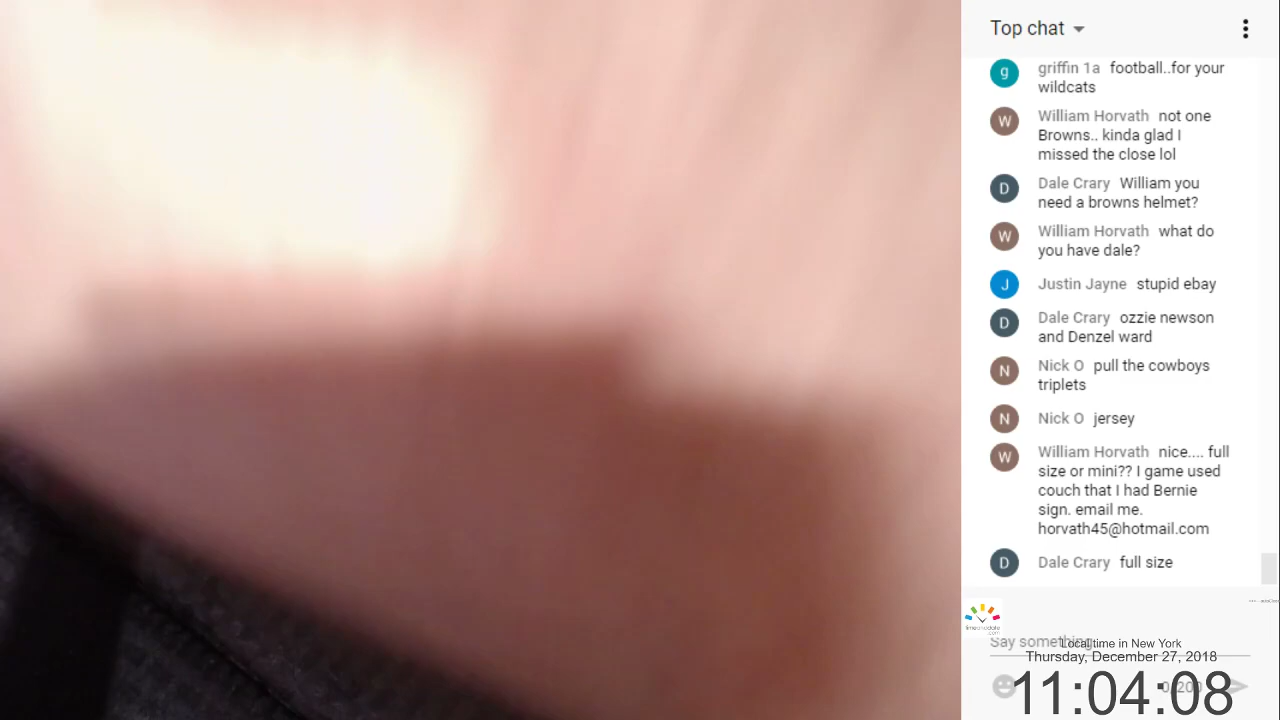 Top chat
griffin 1a football..for your
wildcats
William Horvath not one
Browns.. kinda glad I
missed the close lol
Dale Crary William you
need a browns helmet?
William Horvath what do
you have dale?
Justin Jayne stupid ebay
Dale Crary ozzie newson
and Denzel ward
Nick O pull the cowboys
triplets
Nick O jersey
William Horvath nice.... full
size or mini?? I game used
couch that I had Bernie
sign. email me.
horvath45@hotmail.com
Dale Crary full size
Say something...
Local time in New York
Thursday, December 27, 2018
0/200
11:04:08